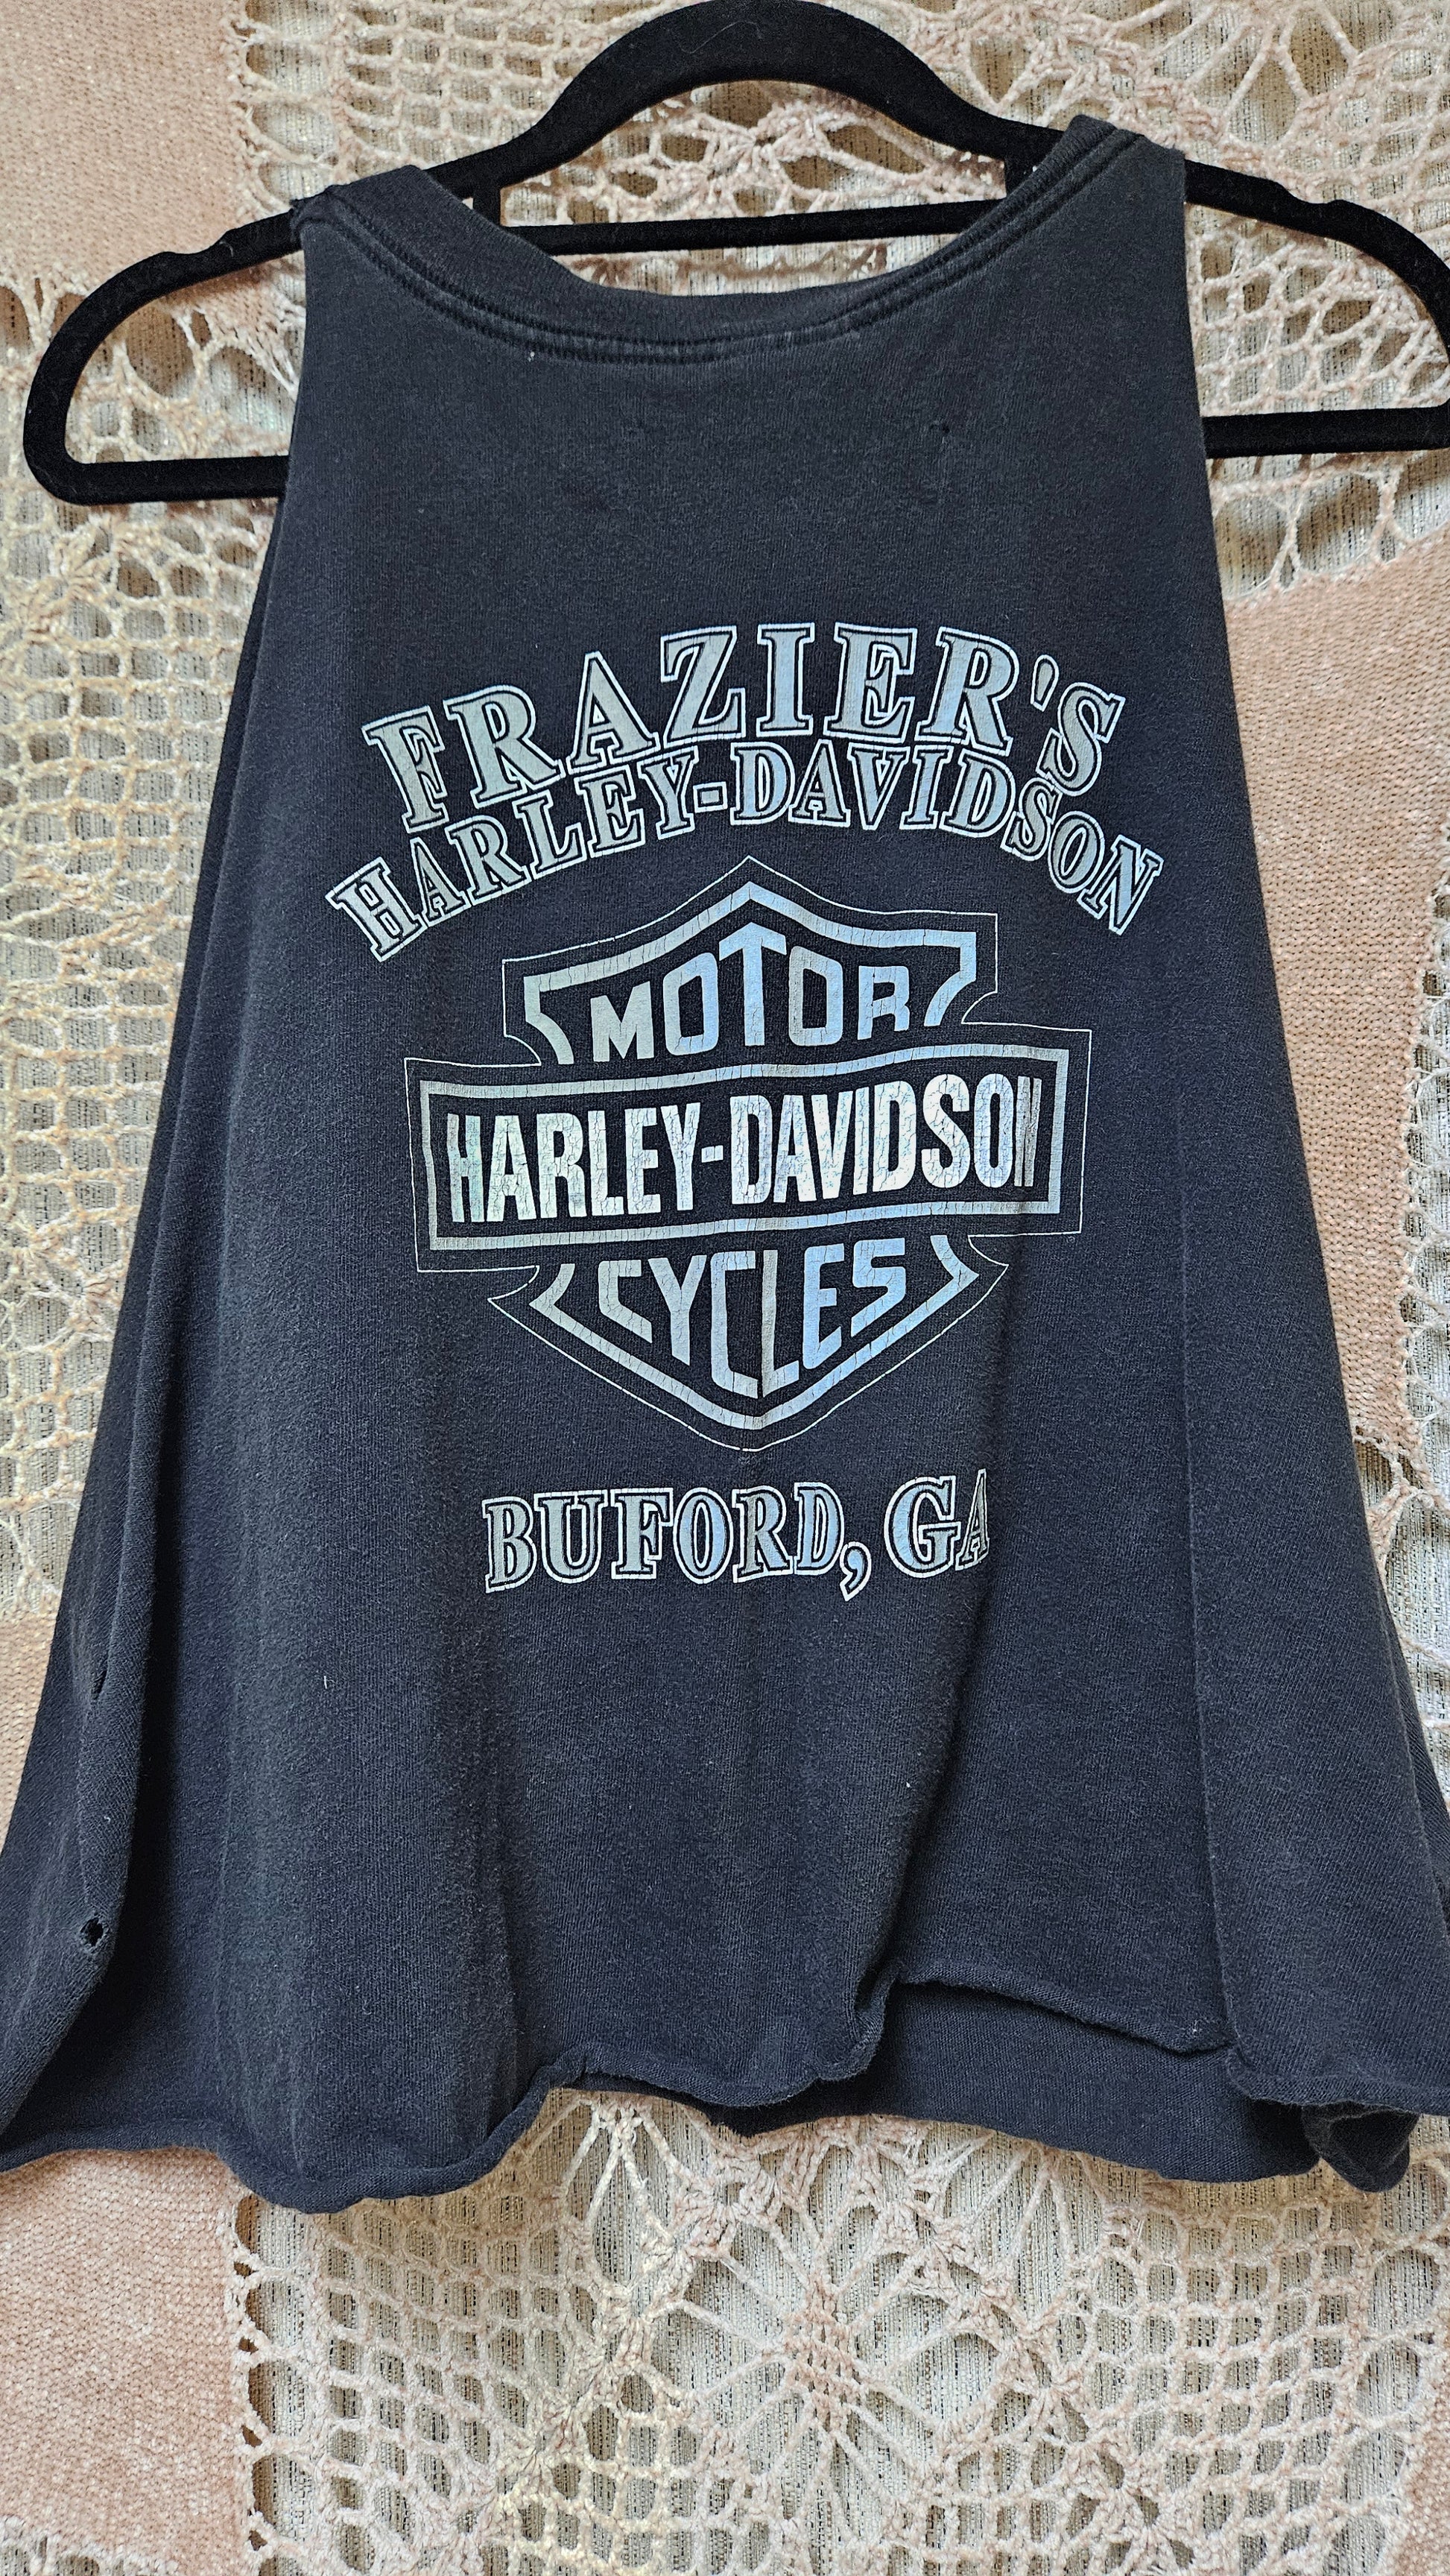 FRAZIER'S
HARLEY-DAVIDSON
MOTOR
HARLEY-DAVIDSON
CYCLES
BUFORD, GA